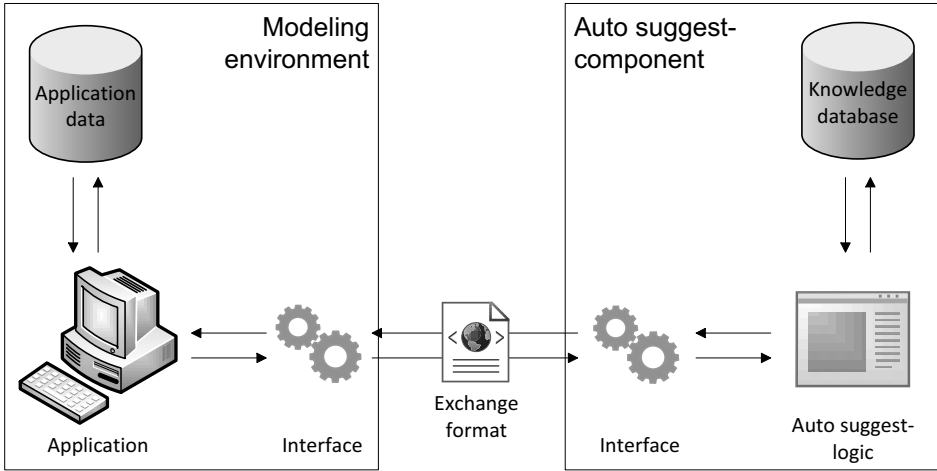 Modeling
environment
Application
data
Application
Interface
Exchange
format
Auto suggest-
component
Knowledge
database
Interface
Auto suggest-
logic